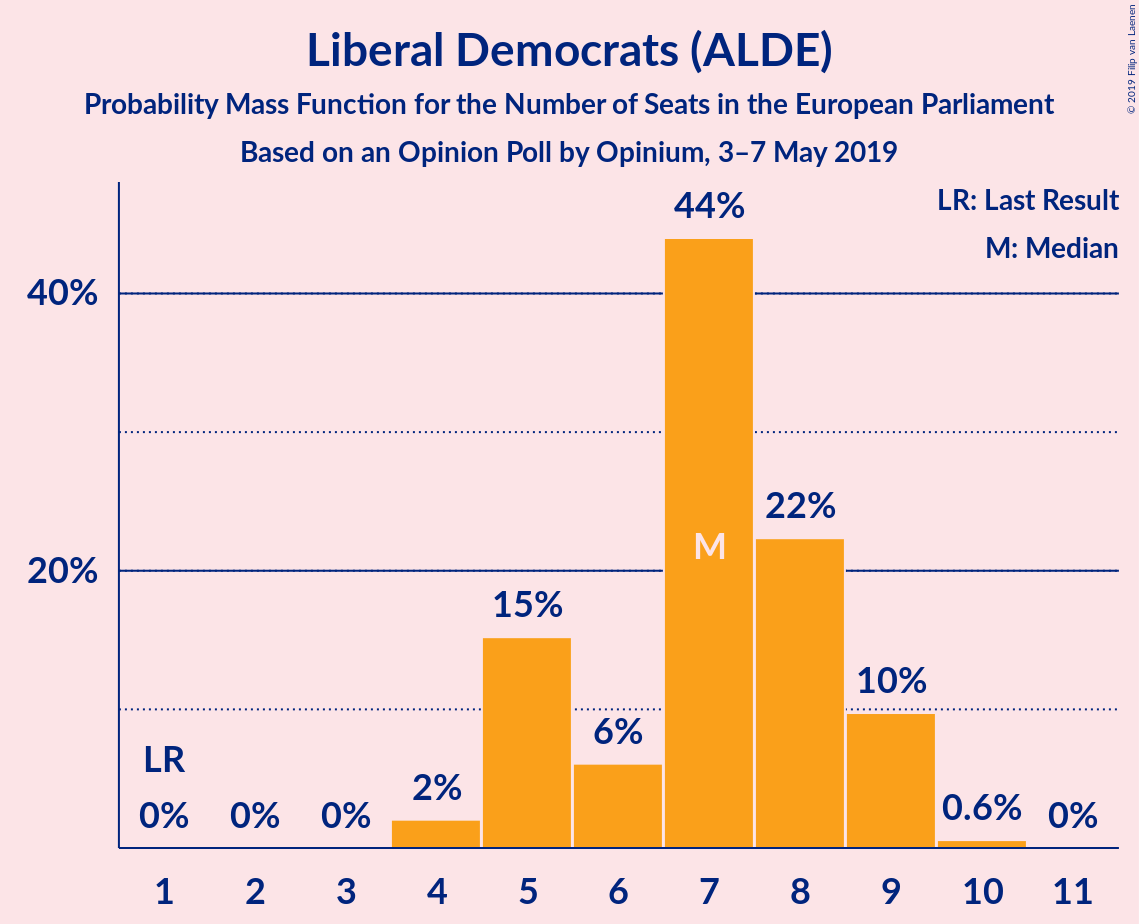 Liberal Democrats (ALDE)
Probability Mass Function for the Number of Seats in the European Parliament
Based on an Opinion Poll by Opinium, 3–7 May 2019
© 2019 Filip van Laenen
LR: Last Result
M: Median
44%
40%
22%
M
20%
15%
10%
6%
LR
2%
0%
0%
0%
0.6%
0%
1 2 3 4 5 6 7 8 9 10 11